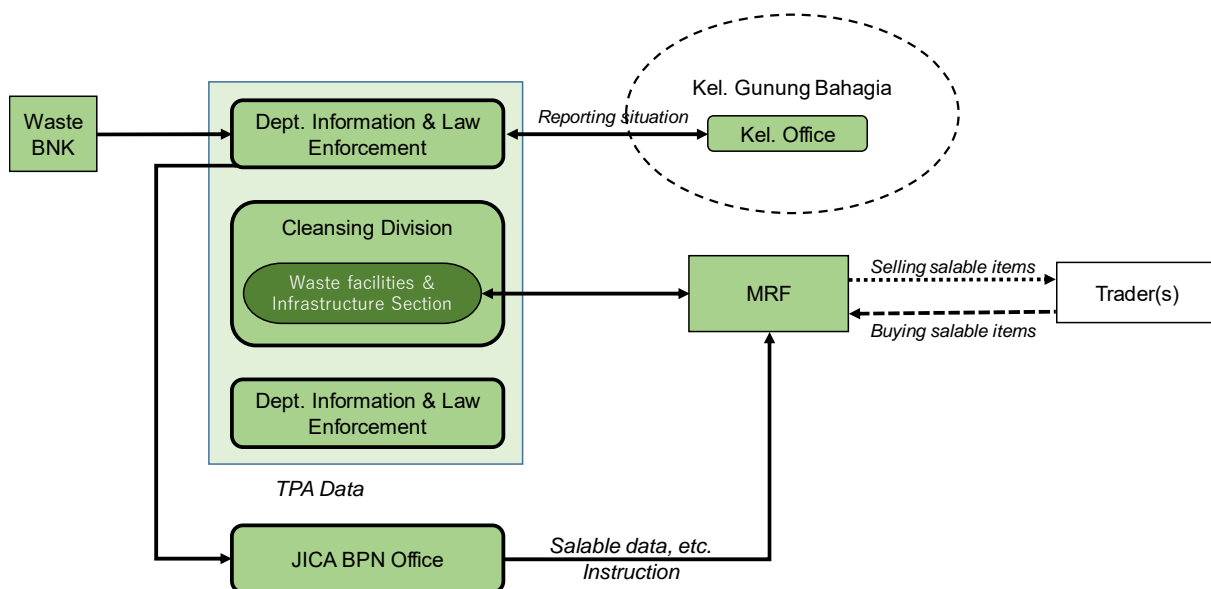 Waste
BNK
Dept. Information & Law
Enforcement
Reporting situation
Kel. Gunung Bahagia
Kel. Office
Cleansing Division
Waste facilities &
Infrastructure Section
MRF
Selling salable items
Buying salable items
Trader(s)
Dept. Information & Law
Enforcement
TPA Data
JICA BPN Office
Salable data, etc.
Instruction